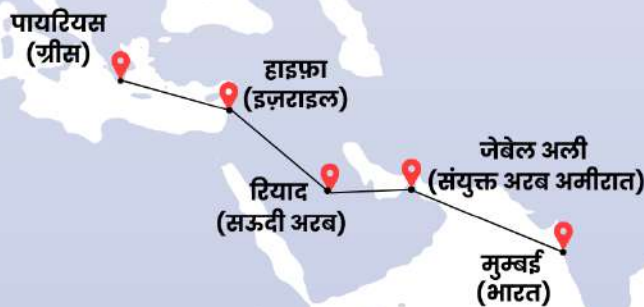 पायरियस
(ग्रीस)
हाइफ़ा
(इज़राइल)
जेबेल अली
(संयुक्त अरब अमीरात)
रियाद
(सऊदी अरब)
मुम्बई
(भारत)